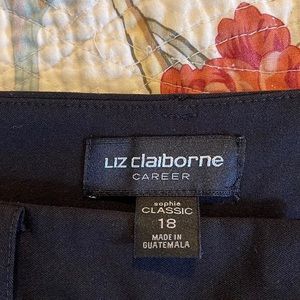 LIZ claiborne
CAREER
sophie
CLASSIC
18
MADE IN
GUATEMALA